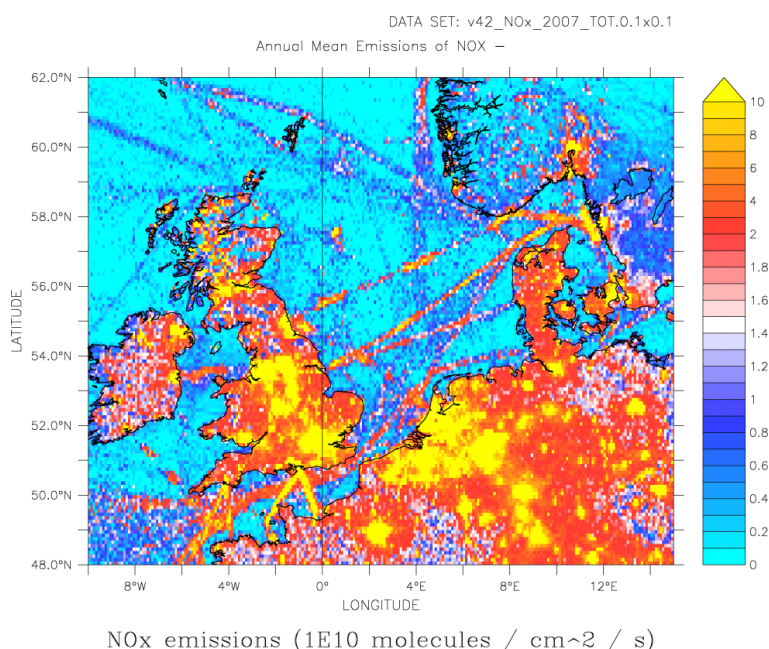 DATA SET: v42_NOx_2007_TOT.0.1x0.1
Annual Mean Emissions of NOX –
62.0°N
60.0°N
58.0°N
56.0°N
54.0°N
52.0°N
50.0°N
48.0°N
LATITUDE
8°W 4°W 0° 4°E 8°E 12°E
LONGITUDE
10
8
6
4
2
1.8
1.6
1.4
1.2
1
0.8
0.6
0.4
0.2
0
NOx emissions (1E10 molecules / cm^2 / s)